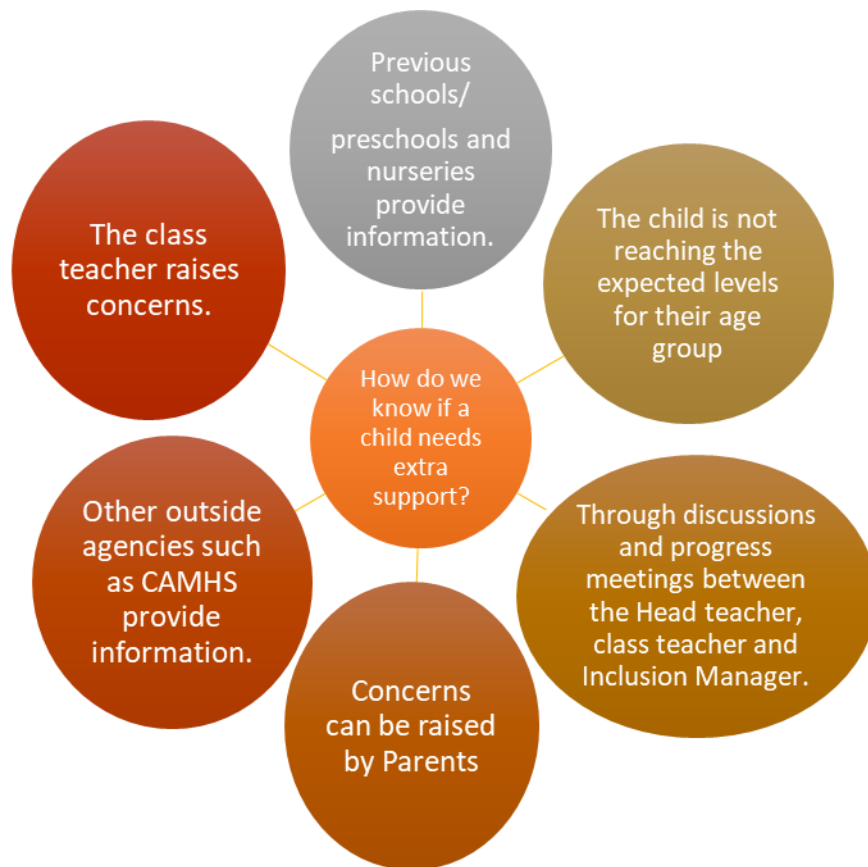 Previous
schools/
preschools and
nurseries
provide
information.
The child is not
reaching the
expected levels
for their age
group
Through discussions
and progress
meetings between
the Head teacher,
class teacher and
Inclusion Manager.
Concerns
can be raised
by Parents
Other outside
agencies such
as CAMHS
provide
information.
The class
teacher raises
concerns.
How do we
know if a
child needs
extra
support?